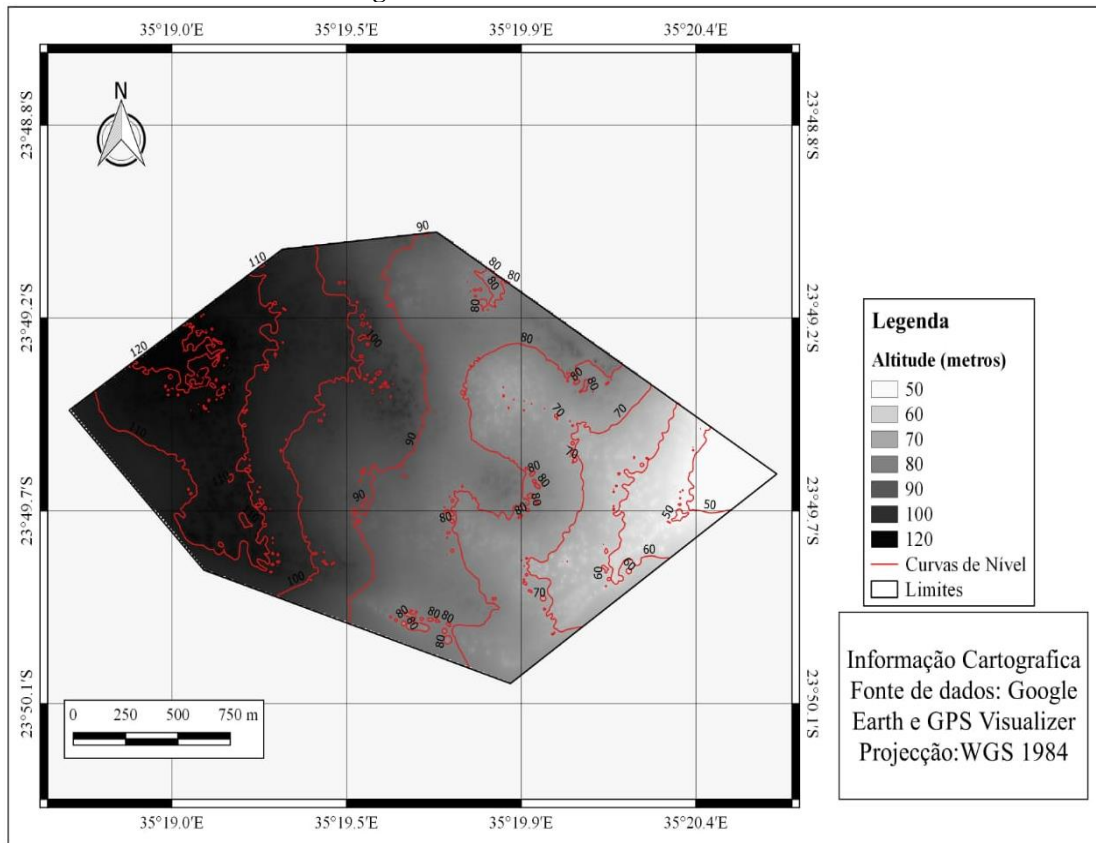 35°19.0'E 35°19.5'E 35°19.9'E 35°20.4'E
N
23°48.8'S
23°48.8'S
23°49.2'S
23°49.2'S
23°49.7'S
23°49.7'S
23°50.1'S
23°50.1'S
90
110
80
80
80
80
120
100
80
80
80
70
70
70
110
90
110
90
80
80
80
80
80
50
50
110
100
60
60
60
70
80
80
80
80
80
80
0 250 500 750 m
35°19.0'E 35°19.5'E 35°19.9'E 35°20.4'E
Legenda
Altitude (metros)
50
60
70
80
90
100
120
Curvas de Nível
Limites
Informação Cartografica
Fonte de dados: Google
Earth e GPS Visualizer
Projecção:WGS 1984